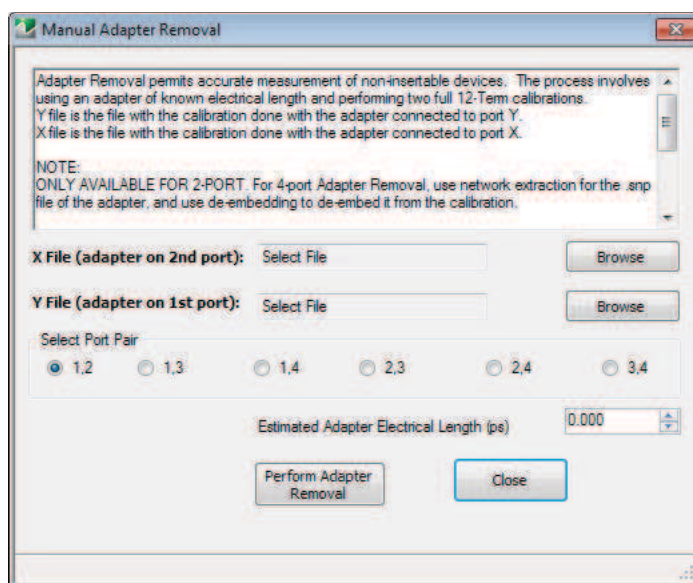 Manual Adapter Removal
Adapter Removal permits accurate measurement of non-insertable devices. The process involves
using an adapter of known electrical length and performing two full 12-Term calibrations.
Y file is the file with the calibration done with the adapter connected to port Y.
X file is the file with the calibration done with the adapter connected to port X.
NOTE:
ONLY AVAILABLE FOR 2-PORT. For 4-port Adapter Removal, use network extraction for the .snp
file of the adapter, and use de-embedding to de-embed it from the calibration.
X File (adapter on 2nd port): Select File Browse
Y File (adapter on 1st port): Select File Browse
Select Port Pair
1,2 1,3 1,4 2,3 2,4 3,4
Estimated Adapter Electrical Length (ps) 0.000
Perform Adapter
Removal
Close